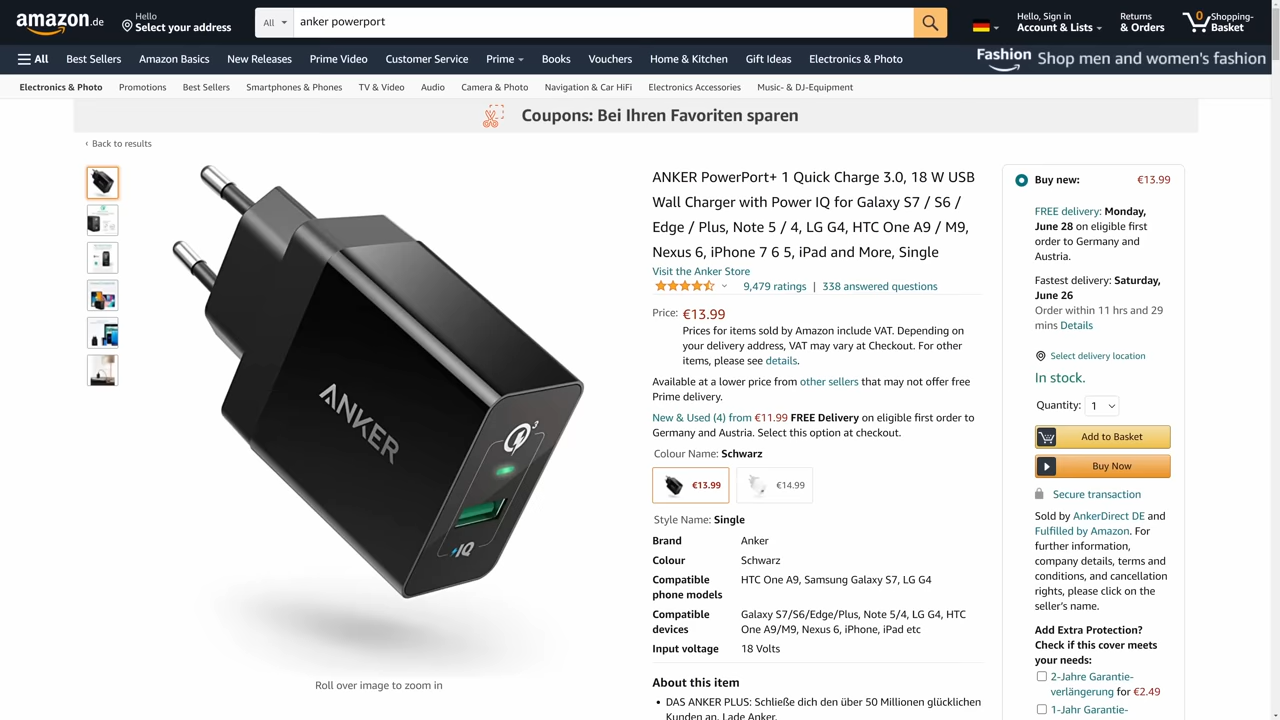 amazon.de
Hello
Select your address
All
anker powerport
Hello, Sign in
Account & Lists
Returns
& Orders
0
Shopping-
Basket
All
Best Sellers
Amazon Basics
New Releases
Prime Video
Customer Service
Prime
Books
Vouchers
Home & Kitchen
Gift Ideas
Electronics & Photo
Fashion
Shop men and women's fashion
Electronics & Photo
Promotions
Best Sellers
Smartphones & Phones
TV & Video
Audio
Camera & Photo
Navigation & Car HiFi
Electronics Accessories
Music- & DJ-Equipment
Coupons: Bei Ihren Favoriten sparen
‹ Back to results
ANKER
3
IQ
Roll over image to zoom in
ANKER PowerPort+ 1 Quick Charge 3.0, 18 W USB
Wall Charger with Power IQ for Galaxy S7 / S6 /
Edge / Plus, Note 5 / 4, LG G4, HTC One A9 / M9,
Nexus 6, iPhone 7 6 5, iPad and More, Single
Visit the Anker Store
9,479 ratings | 338 answered questions
Price: €13.99
Prices for items sold by Amazon include VAT. Depending on
your delivery address, VAT may vary at Checkout. For other
items, please see details.
Available at a lower price from other sellers that may not offer free
Prime delivery.
New & Used (4) from €11.99 FREE Delivery on eligible first order to
Germany and Austria. Select this option at checkout.
Colour Name: Schwarz
€13.99
€14.99
Style Name: Single
Brand Anker
Colour Schwarz
Compatible phone models HTC One A9, Samsung Galaxy S7, LG G4
Compatible devices Galaxy S7/S6/Edge/Plus, Note 5/4, LG G4, HTC
One A9/M9, Nexus 6, iPhone, iPad etc
Input voltage 18 Volts
About this item
• DAS ANKER PLUS: Schließe dich den über 50 Millionen glücklichen
Kunden an. Lade Anker.
Buy new: €13.99
FREE delivery: Monday,
June 28 on eligible first
order to Germany and
Austria.
Fastest delivery: Saturday,
June 26
Order within 11 hrs and 29
mins Details
Select delivery location
In stock.
Quantity: 1
Add to Basket
Buy Now
Secure transaction
Sold by AnkerDirect DE and
Fulfilled by Amazon. For
further information,
company details, terms and
conditions, and cancellation
rights, please click on the
seller's name.
Add Extra Protection?
Check if this cover meets
your needs:
2-Jahre Garantie-
verlängerung for €2.49
1-Jahr Garantie-